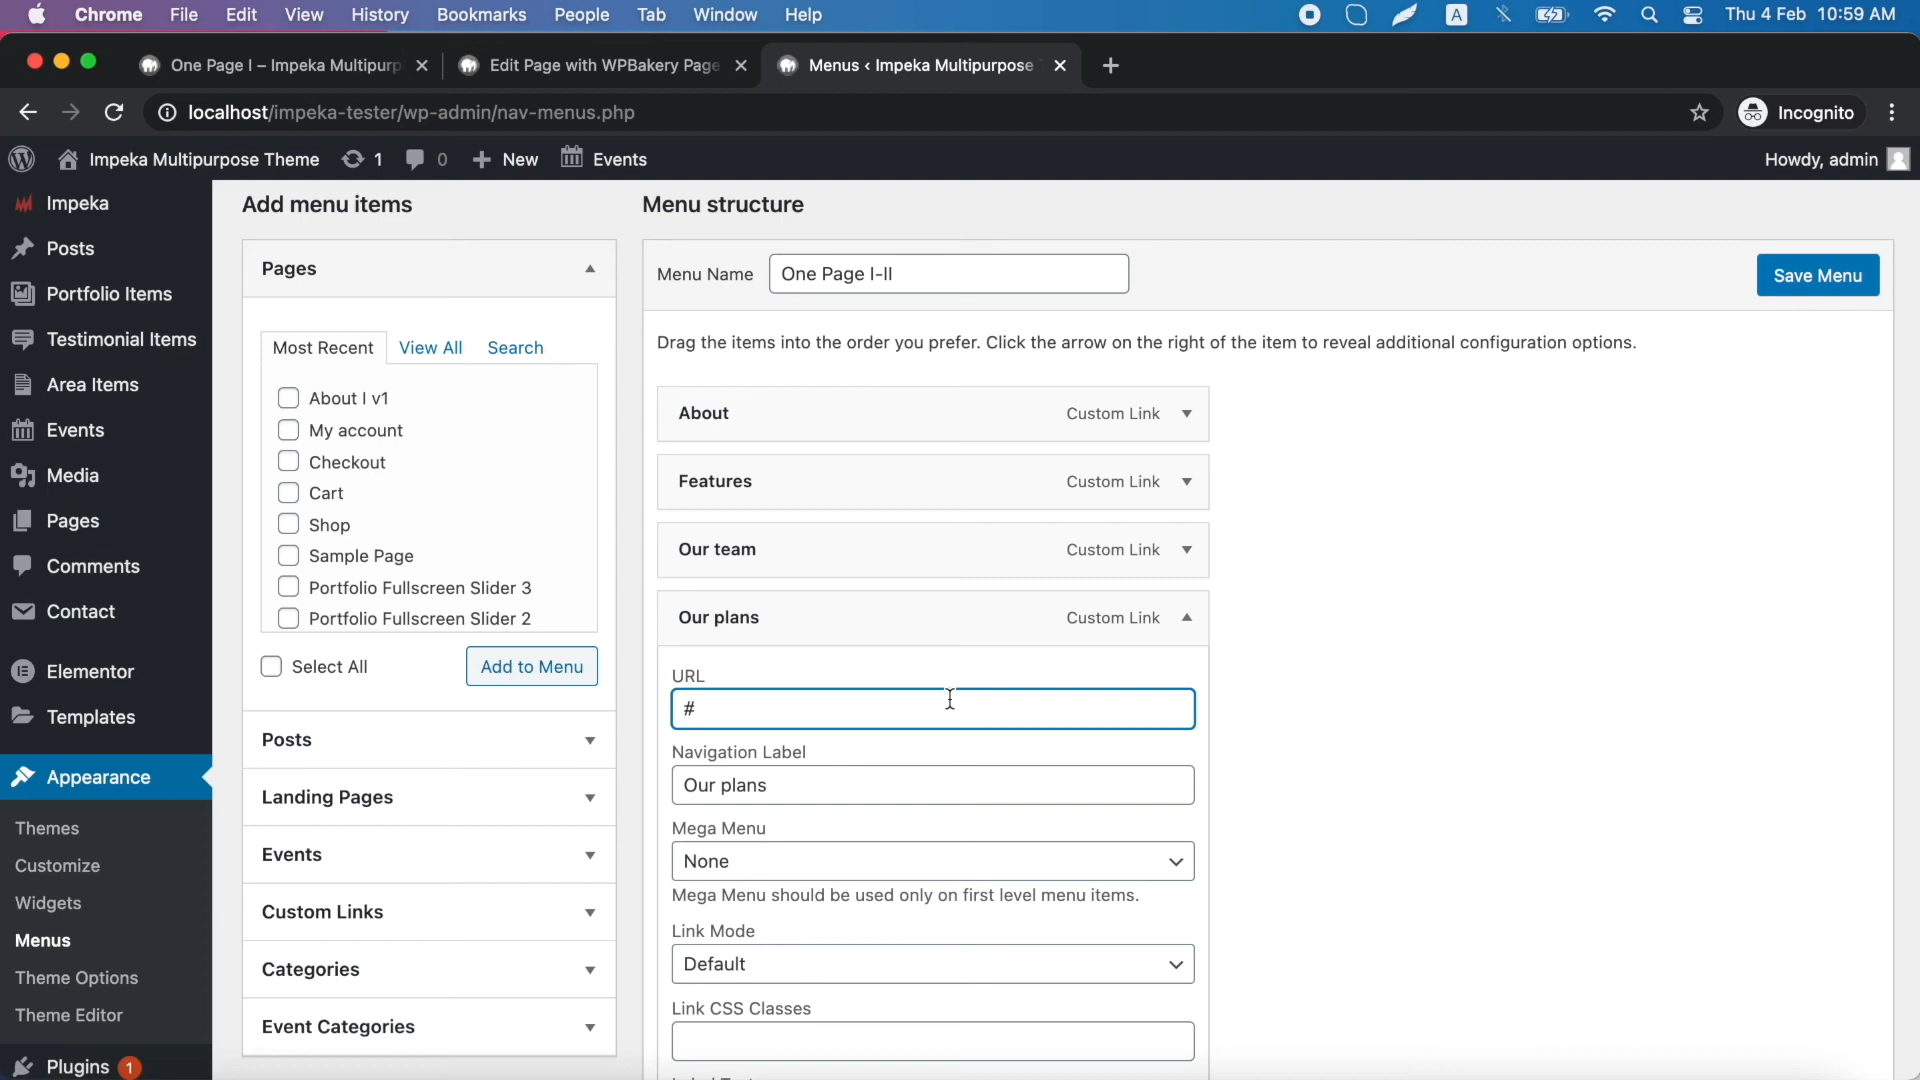 Chrome File Edit View History Bookmarks People Tab Window Help A Thu 4 Feb 10:59 AM
One Page I – Impeka Multipurp Edit Page with WPBakery Page Menus ‹ Impeka Multipurpose
localhost/impeka-tester/wp-admin/nav-menus.php Incognito
Impeka Multipurpose Theme 1 0 New Events Howdy, admin
Impeka
Posts
Portfolio Items
Testimonial Items
Area Items
Events
Media
Pages
Comments
Contact
Elementor
Templates
Appearance
Themes
Customize
Widgets
Menus
Theme Options
Theme Editor
Plugins 1
Add menu items
Pages
Most Recent View All Search
About I v1
My account
Checkout
Cart
Shop
Sample Page
Portfolio Fullscreen Slider 3
Portfolio Fullscreen Slider 2
Select All Add to Menu
Posts
Landing Pages
Events
Custom Links
Categories
Event Categories
Menu structure
Menu Name One Page I-II Save Menu
Drag the items into the order you prefer. Click the arrow on the right of the item to reveal additional configuration options.
About Custom Link
Features Custom Link
Our team Custom Link
Our plans Custom Link
URL
#
Navigation Label
Our plans
Mega Menu
None
Mega Menu should be used only on first level menu items.
Link Mode
Default
Link CSS Classes